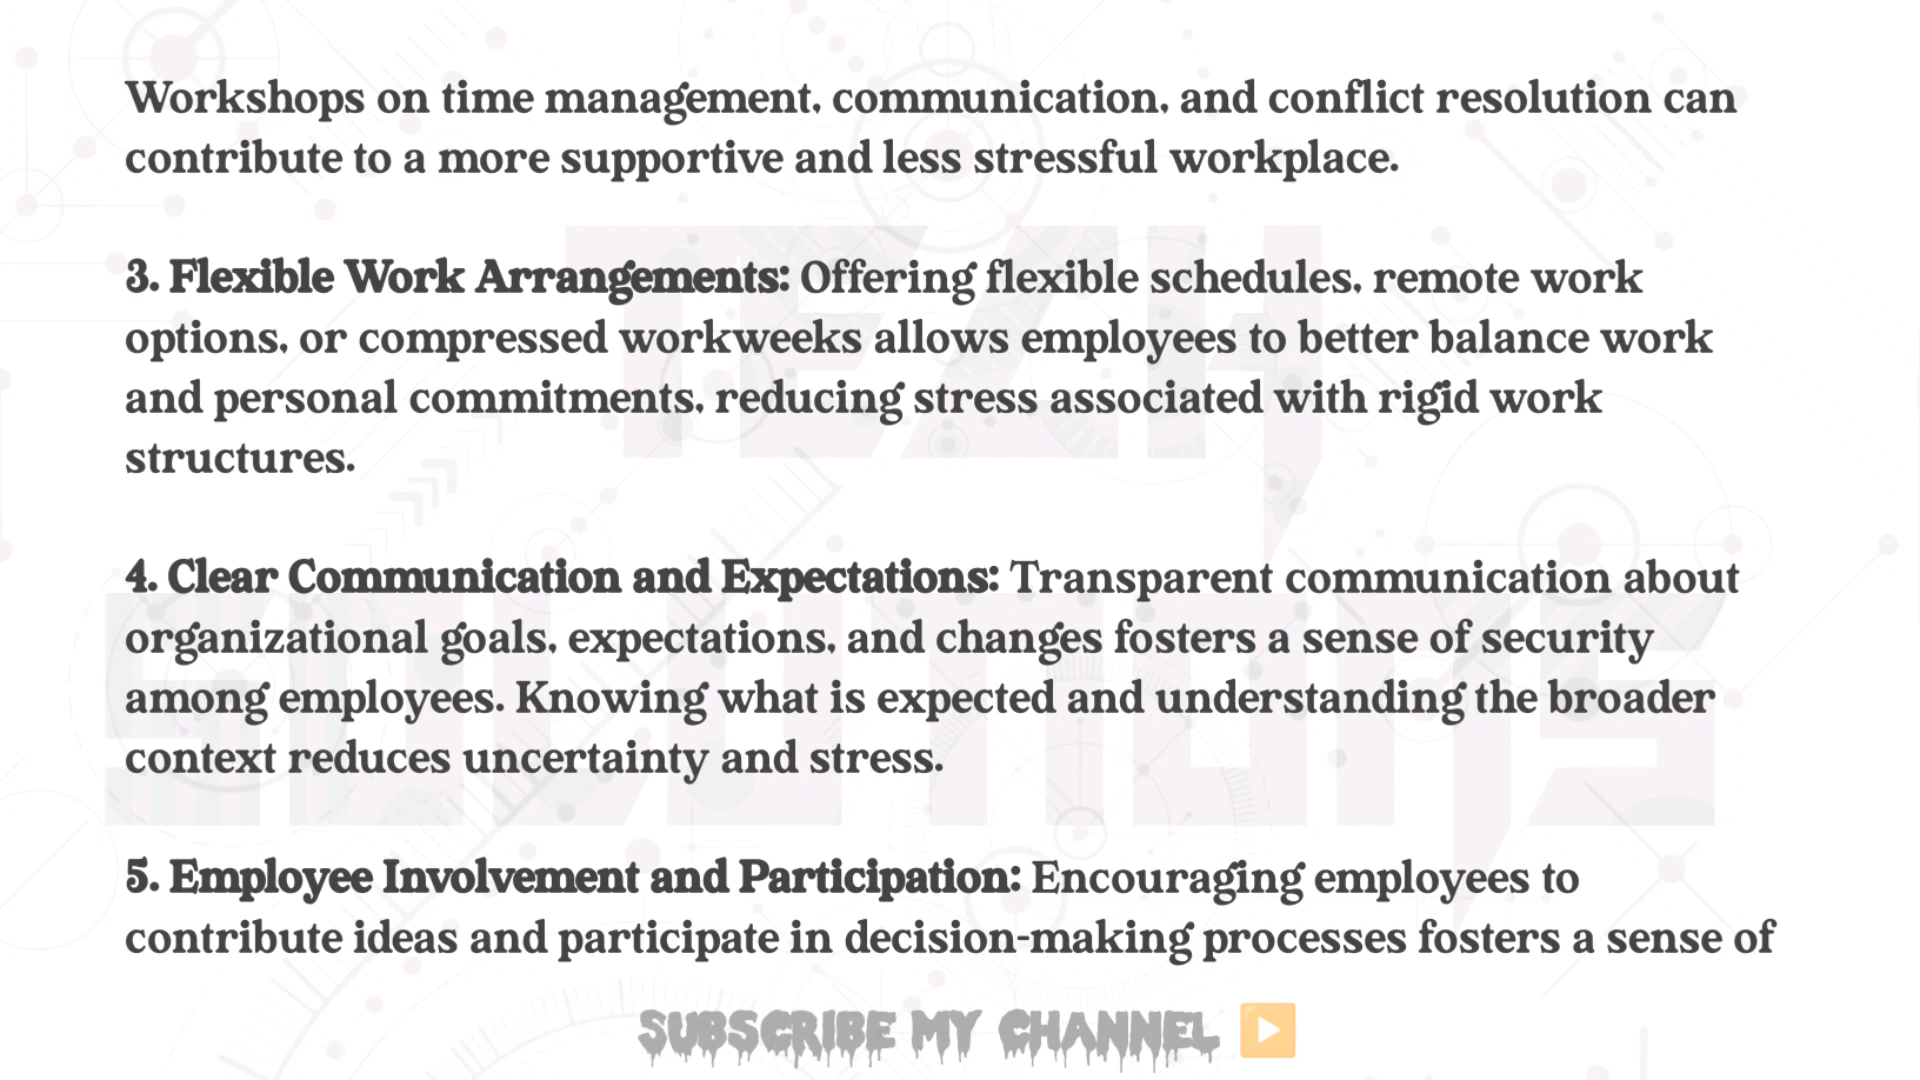 Workshops on time management, communication, and conflict resolution can
contribute to a more supportive and less stressful workplace.
3. Flexible Work Arrangements: Offering flexible schedules, remote work
options, or compressed workweeks allows employees to better balance work
and personal commitments, reducing stress associated with rigid work
structures.
4. Clear Communication and Expectations: Transparent communication about
organizational goals, expectations, and changes fosters a sense of security
among employees. Knowing what is expected and understanding the broader
context reduces uncertainty and stress.
5. Employee Involvement and Participation: Encouraging employees to
contribute ideas and participate in decision-making processes fosters a sense of
SUBSCRIBE MY CHANNEL